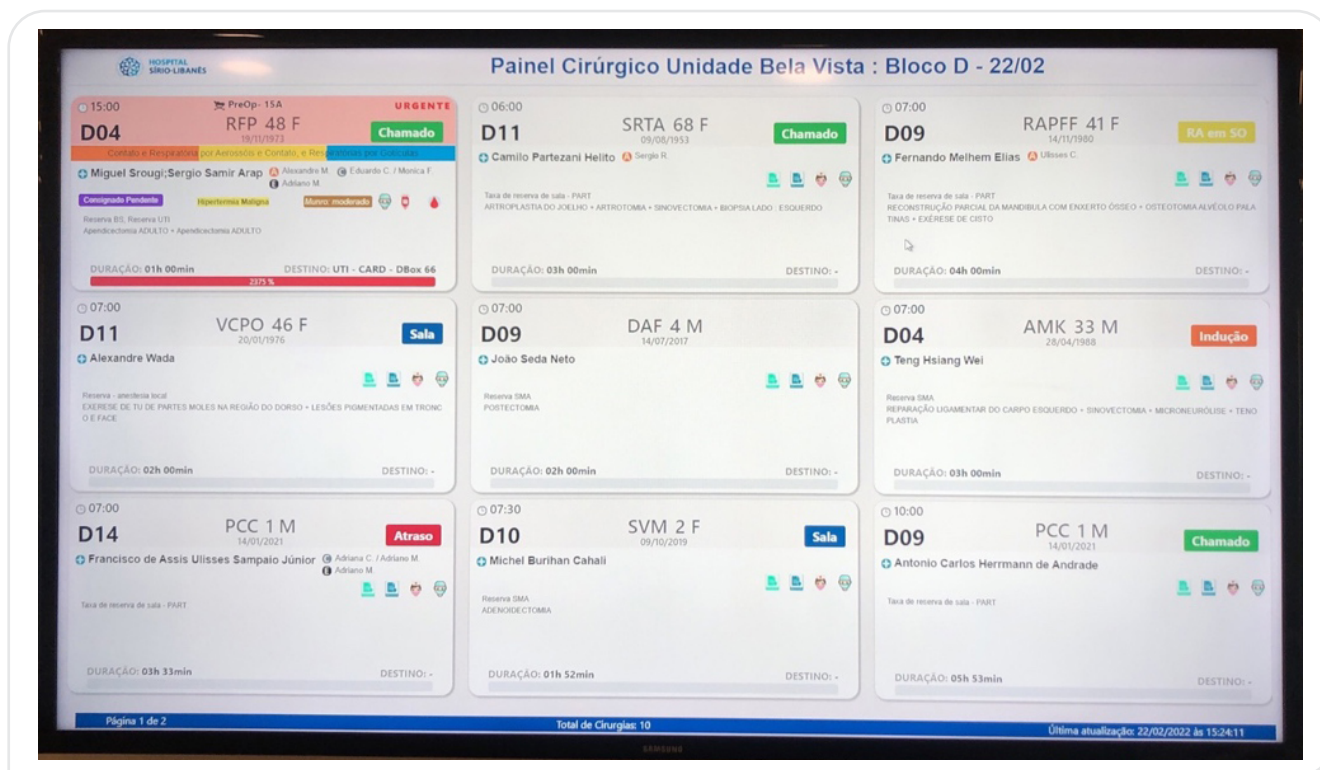 HOSPITAL
SÍRIO-LIBANÊS
Painel Cirúrgico Unidade Bela Vista : Bloco D - 22/02
15:00 PreOp- 15A URGENTE
D04 RFP 48 F Chamado
19/11/1973
Contato e Respiratória por Aerossóis e Contato, e Respiratórias por Gotículas
Miguel Srougi;Sergio Samir Arap Alexandre M. Eduardo C. / Monica F.
Adriano M.
Consignado Pendente Hipertermia Maligna Munro: moderado
Reserva BS, Reserva UTI
Apendicectomia ADULTO • Apendicectomia ADULTO
DURAÇÃO: 01h 00min DESTINO: UTI - CARD - DBox 66
2375 %
06:00
D11 SRTA 68 F Chamado
09/08/1953
Camilo Partezani Helito Sergio R.
Taxa de reserva de sala - PART
ARTROPLASTIA DO JOELHO • ARTROTOMIA • SINOVECTOMIA • BIOPSIA LADO : ESQUERDO
DURAÇÃO: 03h 00min DESTINO: -
07:00
D09 RAPFF 41 F RA em SO
14/11/1980
Fernando Melhem Elias Ulisses C.
Taxa de reserva de sala - PART
RECONSTRUÇÃO PARCIAL DA MANDIBULA COM ENXERTO ÓSSEO • OSTEOTOMIA ALVÉOLO PALA
TINAS • EXÉRESE DE CISTO
DURAÇÃO: 04h 00min DESTINO: -
07:00
D11 VCPO 46 F Sala
20/01/1976
Alexandre Wada
Reserva - anestesia local
EXERESE DE TU DE PARTES MOLES NA REGIÃO DO DORSO • LESÕES PIGMENTADAS EM TRONC
O E FACE
DURAÇÃO: 02h 00min DESTINO: -
07:00
D09 DAF 4 M
14/07/2017
João Seda Neto
Reserva SMA
POSTECTOMIA
DURAÇÃO: 02h 00min DESTINO: -
07:00
D04 AMK 33 M Indução
28/04/1988
Teng Hsiang Wei
Reserva SMA
REPARAÇÃO LIGAMENTAR DO CARPO ESQUERDO • SINOVECTOMIA • MICRONEURÓLISE • TENO
PLASTIA
DURAÇÃO: 03h 00min DESTINO: -
07:00
D14 PCC 1 M Atraso
14/01/2021
Francisco de Assis Ulisses Sampaio Júnior Adriana C. / Adriano M.
Adriano M.
Taxa de reserva de sala - PART
DURAÇÃO: 03h 33min DESTINO: -
07:30
D10 SVM 2 F Sala
09/10/2019
Michel Burihan Cahali
Reserva SMA
ADENOIDECTOMIA
DURAÇÃO: 01h 52min DESTINO: -
10:00
D09 PCC 1 M Chamado
14/01/2021
Antonio Carlos Herrmann de Andrade
Taxa de reserva de sala - PART
DURAÇÃO: 05h 53min DESTINO: -
Página 1 de 2 Total de Cirurgias: 10 Última atualização: 22/02/2022 às 15:24:11
SAMSUNG